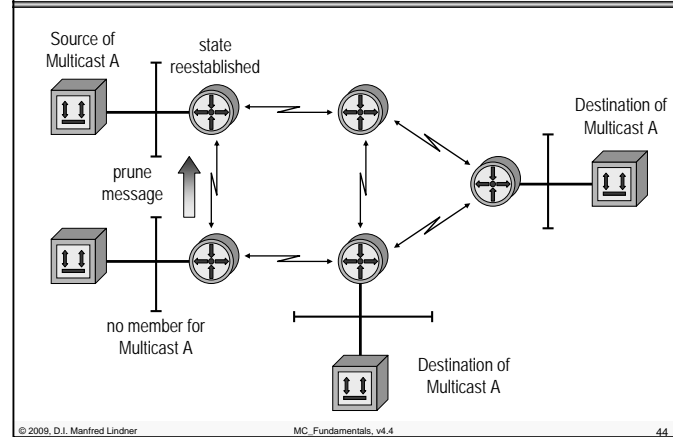 Source of
Multicast A
state
reestablished
Destination of
Multicast A
prune
message
no member for
Multicast A
Destination of
Multicast A
© 2009, D.I. Manfred Lindner
MC_Fundamentals, v4.4
44